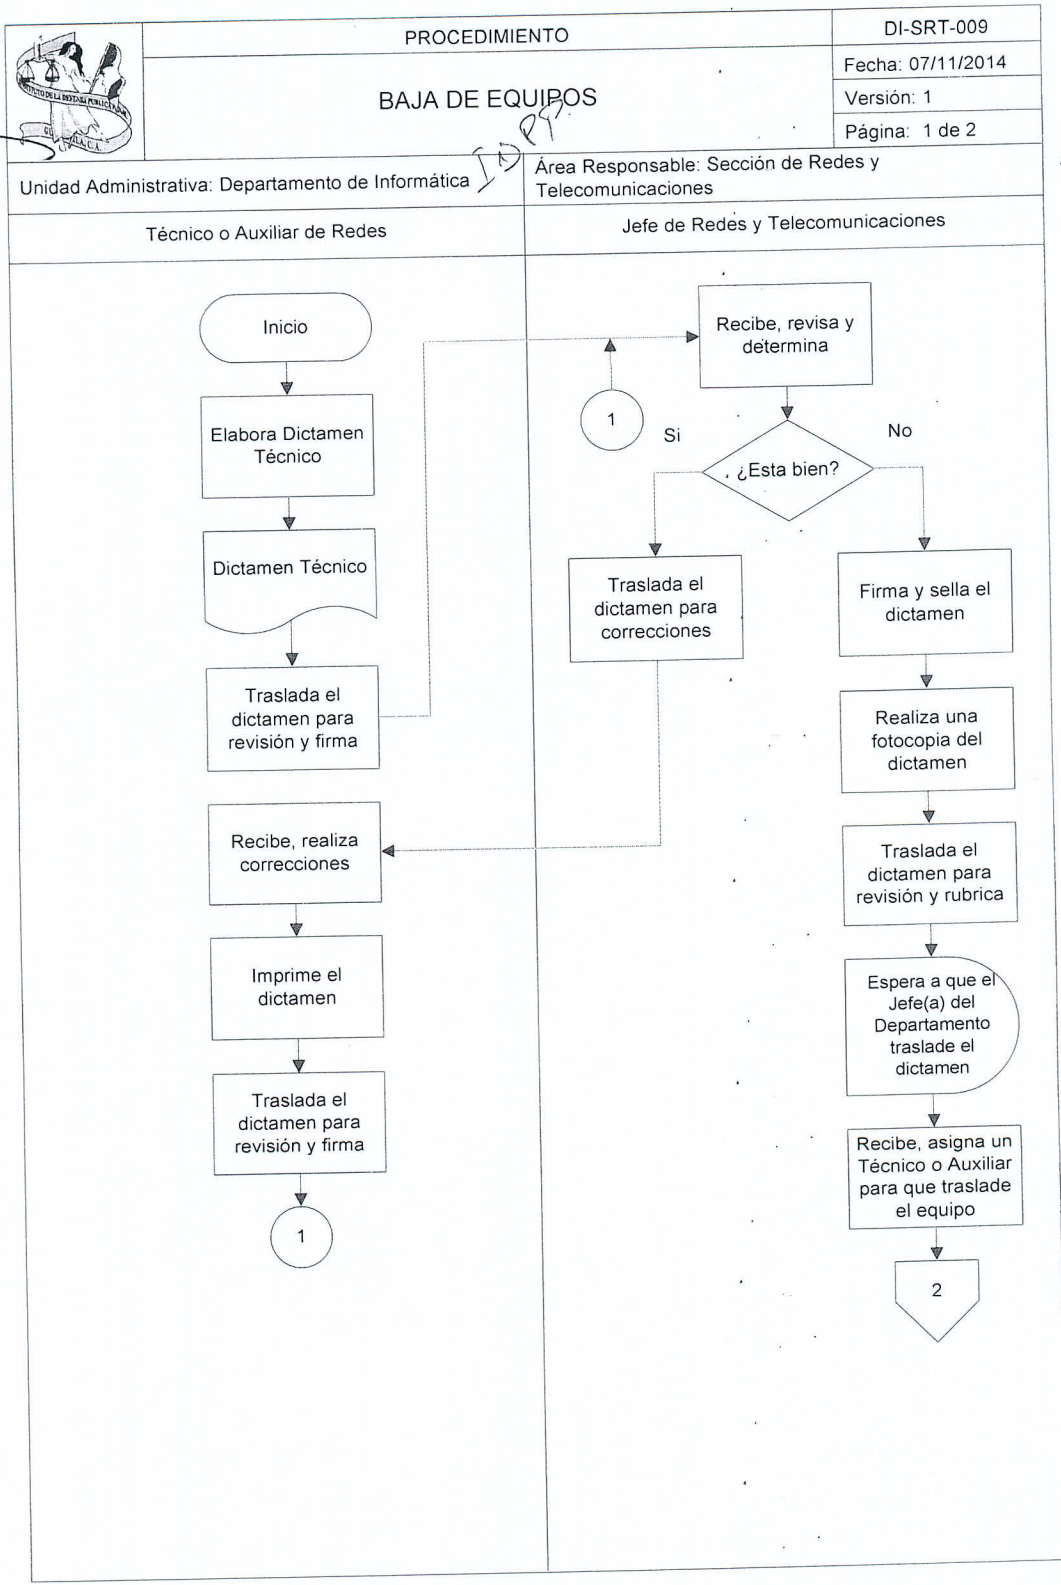 PROCEDIMIENTO
BAJA DE EQUIPOS
IDPP
DI-SRT-009
Fecha: 07/11/2014
Versión: 1
Página: 1 de 2
Unidad Administrativa: Departamento de Informática
Área Responsable: Sección de Redes y
Telecomunicaciones
Técnico o Auxiliar de Redes
Jefe de Redes y Telecomunicaciones
Inicio
Elabora Dictamen
Técnico
Dictamen Técnico
Traslada el
dictamen para
revisión y firma
Recibe, realiza
correcciones
Imprime el
dictamen
Traslada el
dictamen para
revisión y firma
1
Recibe, revisa y
determina
1
Si
No
¿Esta bien?
Traslada el
dictamen para
correcciones
Firma y sella el
dictamen
Realiza una
fotocopia del
dictamen
Traslada el
dictamen para
revisión y rubrica
Espera a que el
Jefe(a) del
Departamento
traslade el
dictamen
Recibe, asigna un
Técnico o Auxiliar
para que traslade
el equipo
2